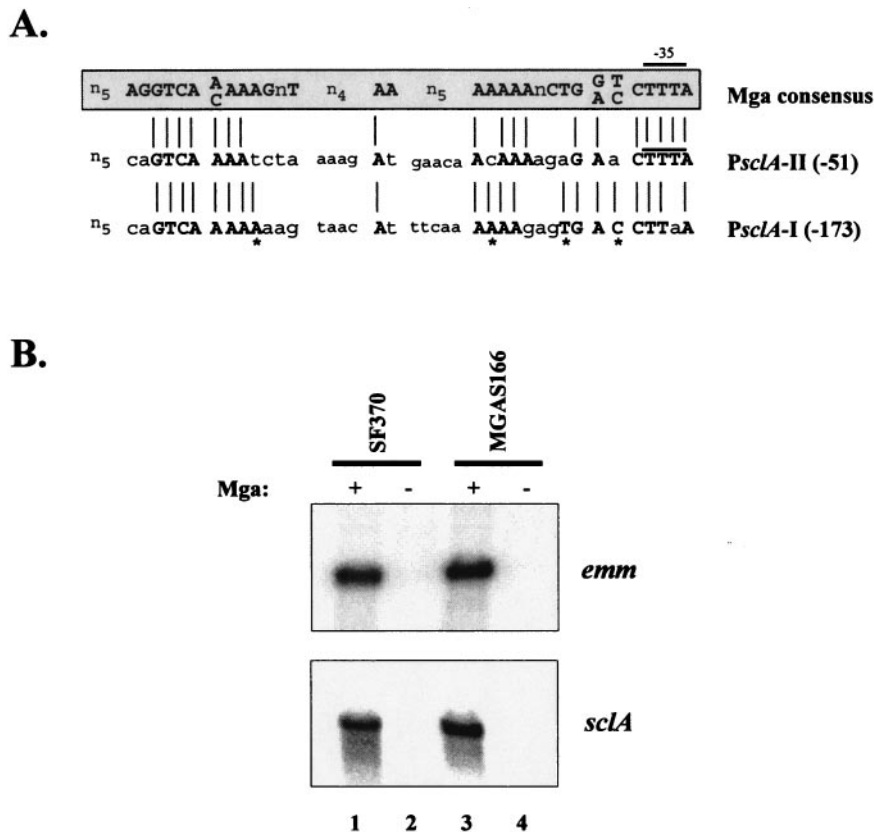 A.
-35
n5 AGGTCA A/C AAAGnT n4 AA n5 AAAAAnCTG G/A T/C CTTTA Mga consensus
n5 caGTCA AAAtcta aaag At gaaca AcAAAgaG A a CTTTA PsclA-II (-51)
n5 caGTCA AAAAaag taac At ttcaa AAAAgagTG A C CTTaA PsclA-I (-173)
* * * *
B.
SF370
MGAS166
Mga: + - + -
emm
sclA
1 2 3 4